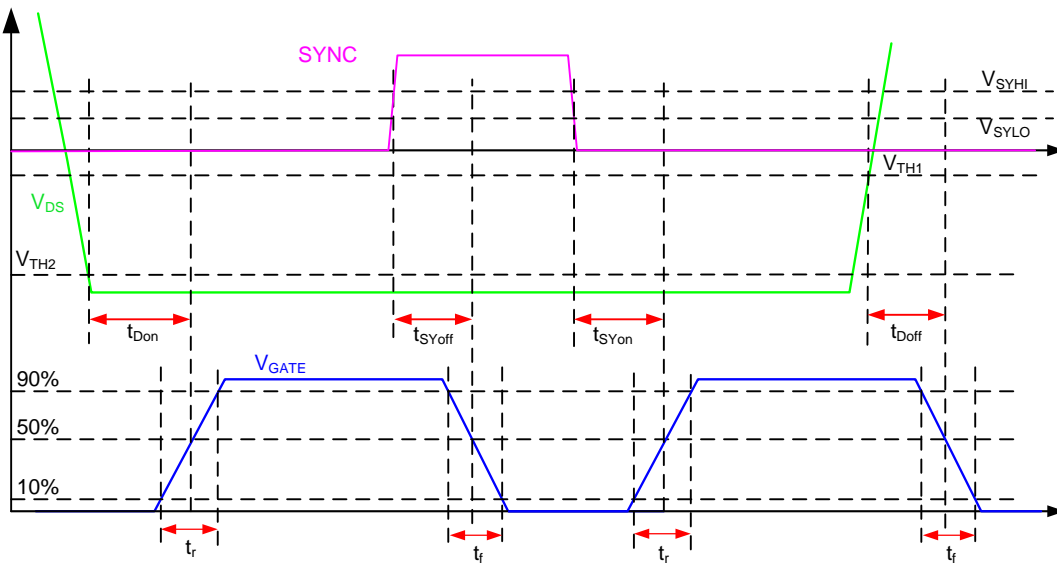 SYNC
VSYHI
VSYLO
VTH1
VDS
VTH2
tDon
tSYoff
tSYon
tDoff
VGATE
90%
50%
10%
tr
tf
tr
tf